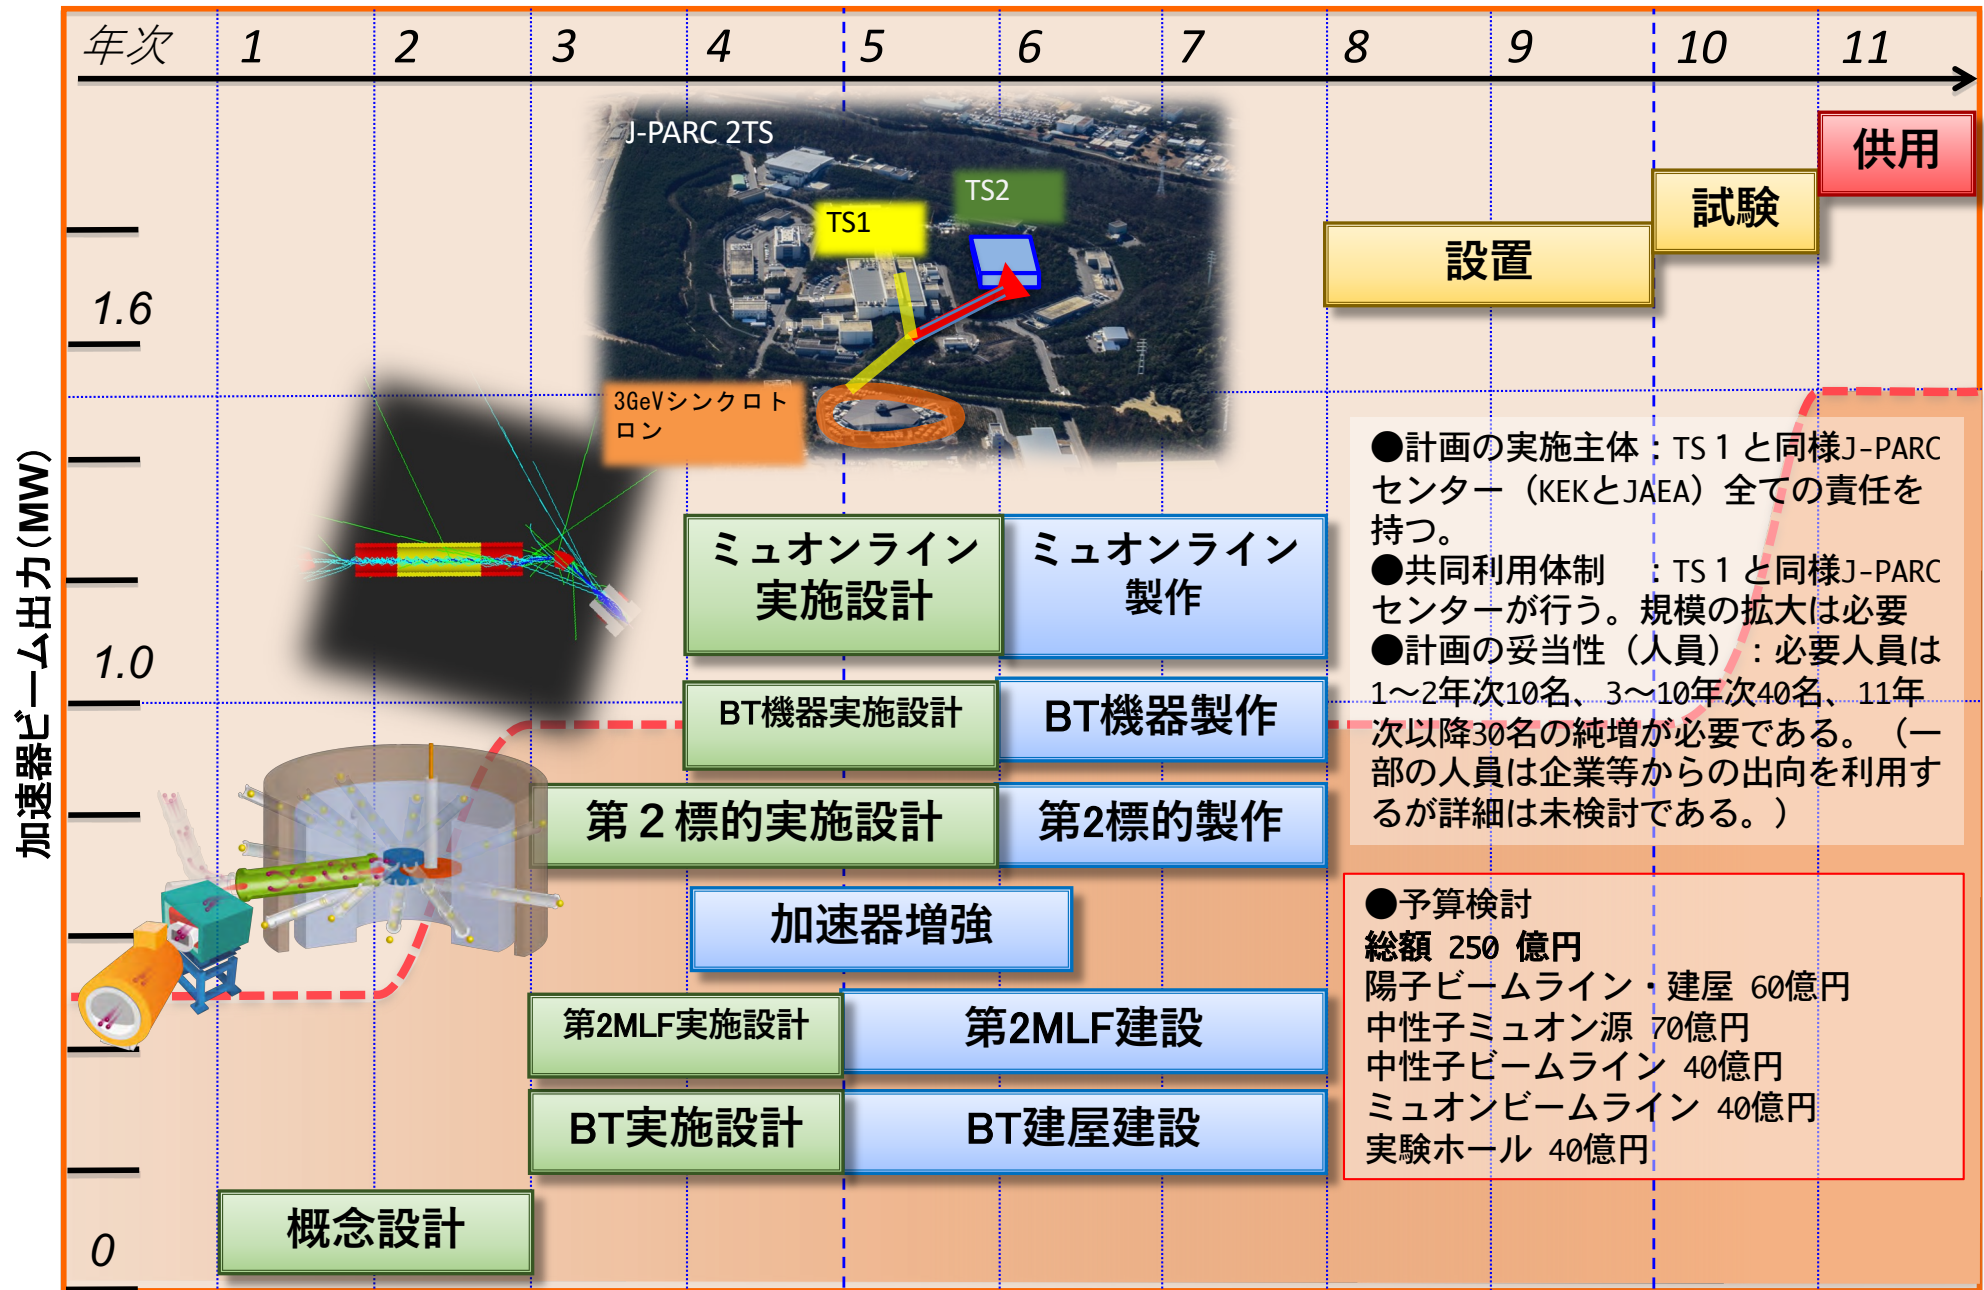 年次 1 2 3 4 5 6 7 8 9 10 11
J-PARC 2TS
TS2
TS1
3GeVシンクロト
ロン
供用
試験
設置
加速器ビーム出力(MW)
1.6
1.0
0
ミュオンライン
実施設計
ミュオンライン
製作
BT機器実施設計
BT機器製作
第２標的実施設計
第2標的製作
加速器増強
第2MLF実施設計
第2MLF建設
BT実施設計
BT建屋建設
概念設計
●計画の実施主体：TS１と同様J-PARC
センター（KEKとJAEA）全ての責任を
持つ。
●共同利用体制　：TS１と同様J-PARC
センターが行う。規模の拡大は必要
●計画の妥当性（人員）：必要人員は
1～2年次10名、3～10年次40名、11年
次以降30名の純増が必要である。（一
部の人員は企業等からの出向を利用す
るが詳細は未検討である。）
●予算検討
総額 250 億円
陽子ビームライン・建屋 60億円
中性子ミュオン源 70億円
中性子ビームライン 40億円
ミュオンビームライン 40億円
実験ホール 40億円